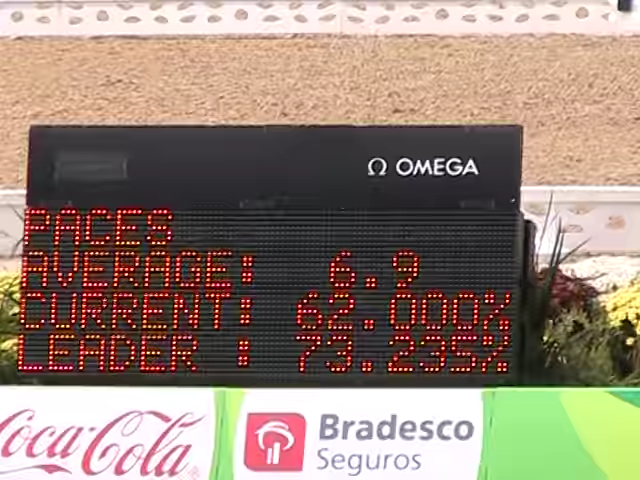 Ω OMEGA
PACES
AVERAGE: 6.9
CURRENT: 62.000%
LEADER : 73.235%
Coca-Cola
Bradesco
Seguros